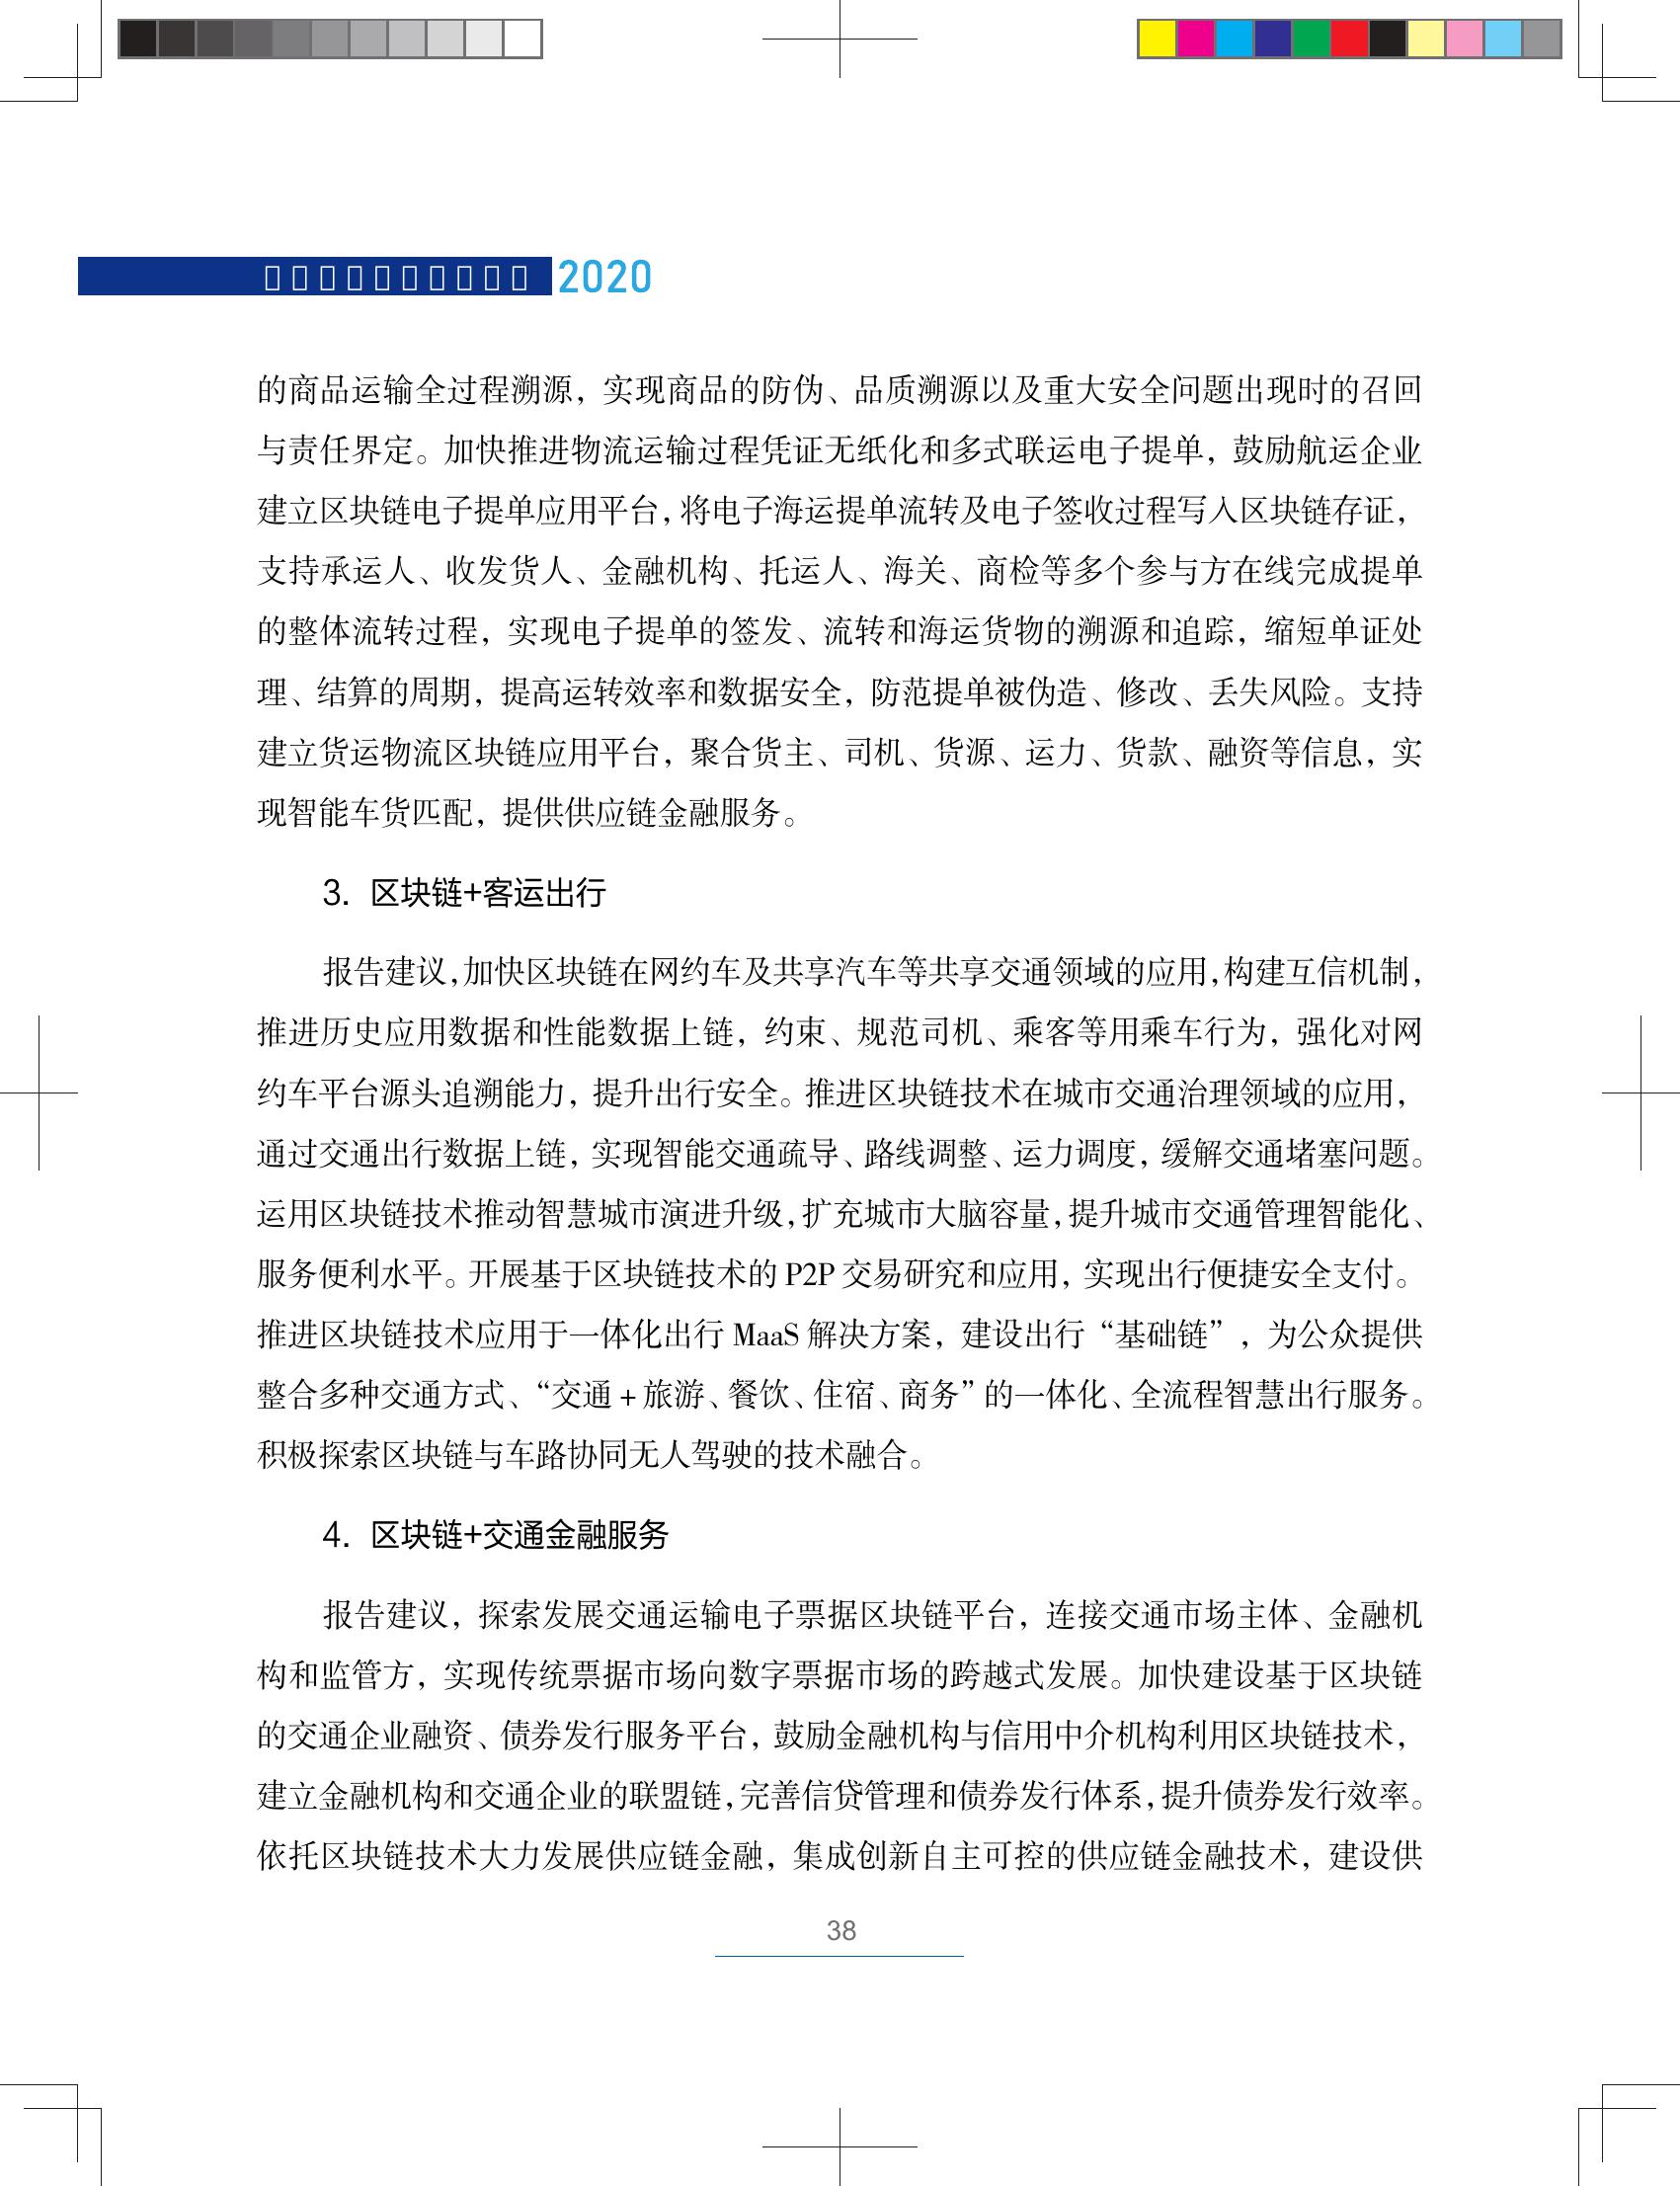 2020
的商品运输全过程溯源，实现商品的防伪、品质溯源以及重大安全问题出现时的召回
与责任界定。加快推进物流运输过程凭证无纸化和多式联运电子提单，鼓励航运企业
建立区块链电子提单应用平台，将电子海运提单流转及电子签收过程写入区块链存证，
支持承运人、收发货人、金融机构、托运人、海关、商检等多个参与方在线完成提单
的整体流转过程，实现电子提单的签发、流转和海运货物的溯源和追踪，缩短单证处
理、结算的周期，提高运转效率和数据安全，防范提单被伪造、修改、丢失风险。支持
建立货运物流区块链应用平台，聚合货主、司机、货源、运力、货款、融资等信息，实
现智能车货匹配，提供供应链金融服务。
3. 区块链+客运出行
报告建议，加快区块链在网约车及共享汽车等共享交通领域的应用，构建互信机制，
推进历史应用数据和性能数据上链，约束、规范司机、乘客等用乘车行为，强化对网
约车平台源头追溯能力，提升出行安全。推进区块链技术在城市交通治理领域的应用，
通过交通出行数据上链，实现智能交通疏导、路线调整、运力调度，缓解交通堵塞问题。
运用区块链技术推动智慧城市演进升级，扩充城市大脑容量，提升城市交通管理智能化、
服务便利水平。开展基于区块链技术的 P2P 交易研究和应用，实现出行便捷安全支付。
推进区块链技术应用于一体化出行 MaaS 解决方案，建设出行“基础链”，为公众提供
整合多种交通方式、“交通 + 旅游、餐饮、住宿、商务”的一体化、全流程智慧出行服务。
积极探索区块链与车路协同无人驾驶的技术融合。
4. 区块链+交通金融服务
报告建议，探索发展交通运输电子票据区块链平台，连接交通市场主体、金融机
构和监管方，实现传统票据市场向数字票据市场的跨越式发展。加快建设基于区块链
的交通企业融资、债券发行服务平台，鼓励金融机构与信用中介机构利用区块链技术，
建立金融机构和交通企业的联盟链，完善信贷管理和债券发行体系，提升债券发行效率。
依托区块链技术大力发展供应链金融，集成创新自主可控的供应链金融技术，建设供
38